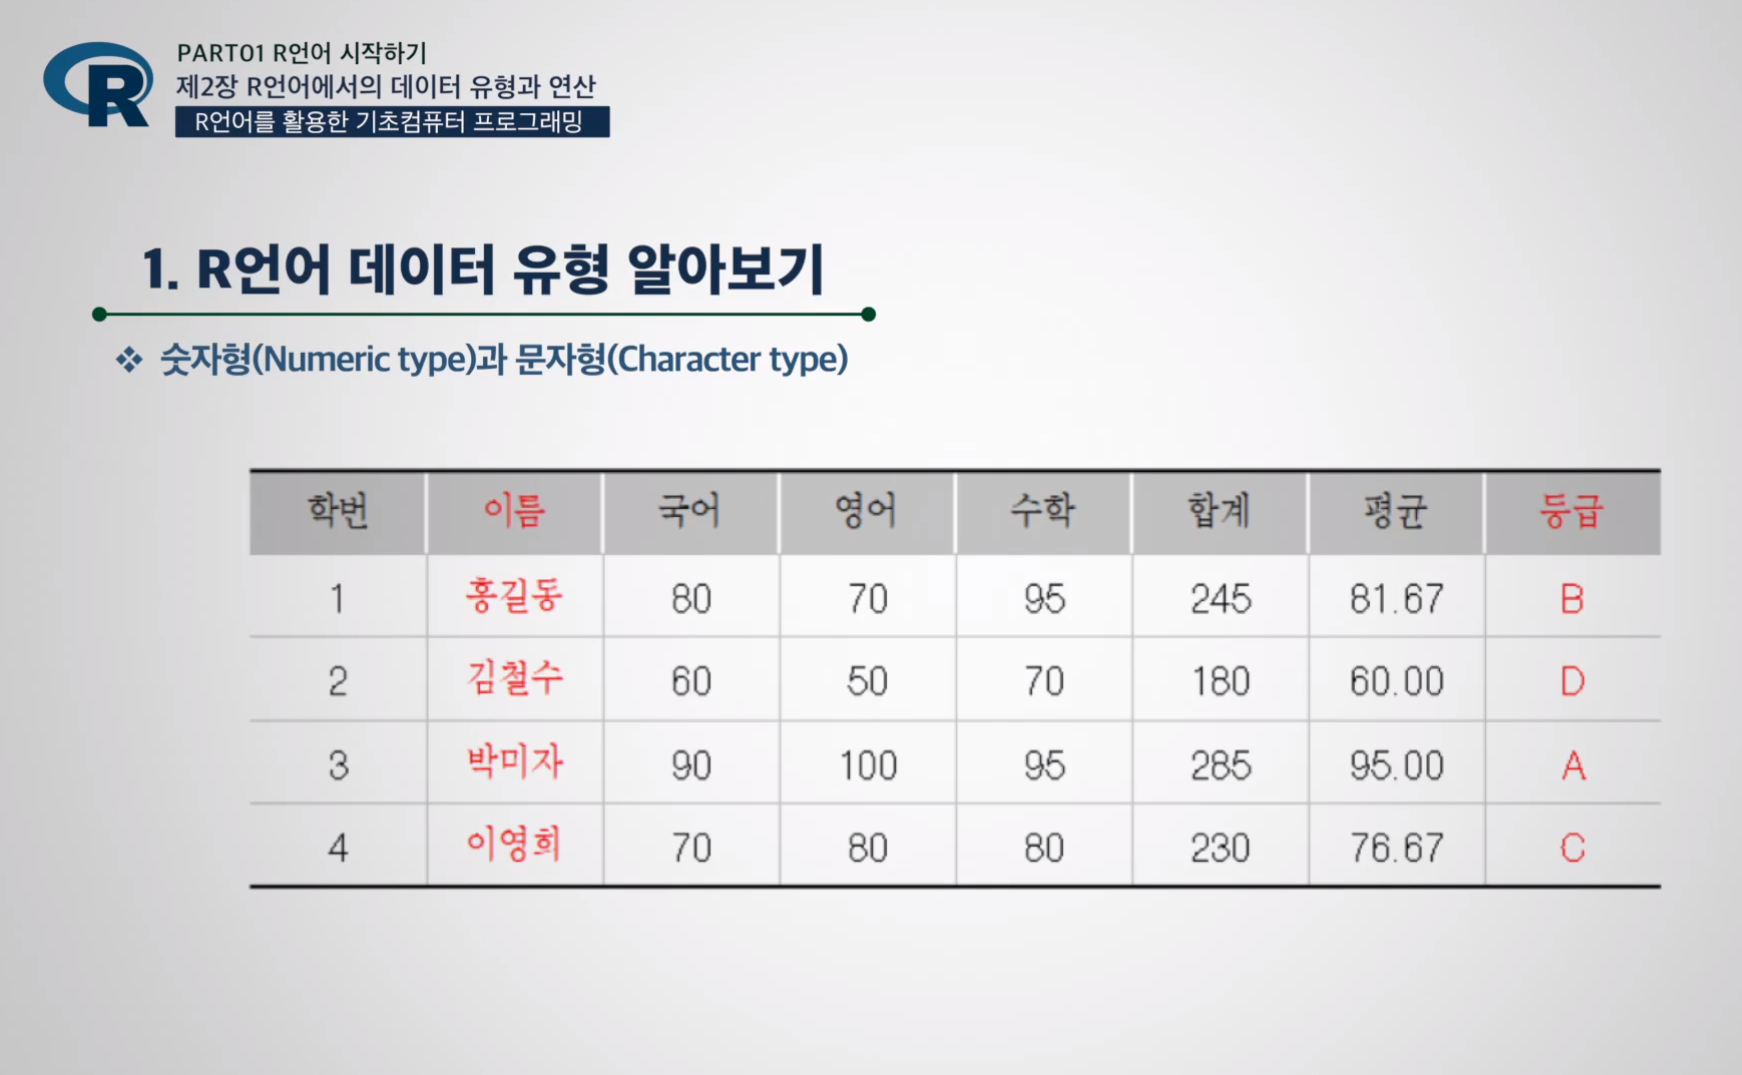 R
PART01 R언어 시작하기
제2장 R언어에서의 데이터 유형과 연산
R언어를 활용한 기초컴퓨터 프로그래밍
1. R언어 데이터 유형 알아보기
❖ 숫자형(Numeric type)과 문자형(Character type)
학번 이름 국어 영어 수학 합계 평균 등급
1 홍길동 80 70 95 245 81.67 B
2 김철수 60 50 70 180 60.00 D
3 박미자 90 100 95 285 95.00 A
4 이영희 70 80 80 230 76.67 C